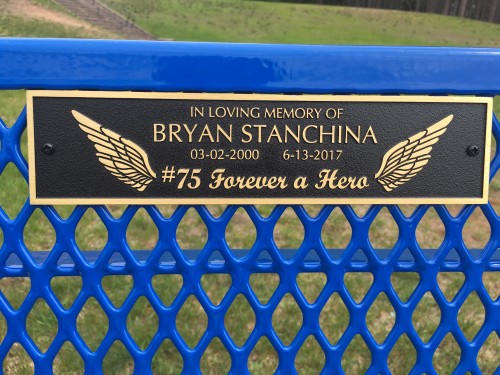 IN LOVING MEMORY OF
BRYAN STANCHINA
03-02-2000 6-13-2017
#75 Forever a Hero